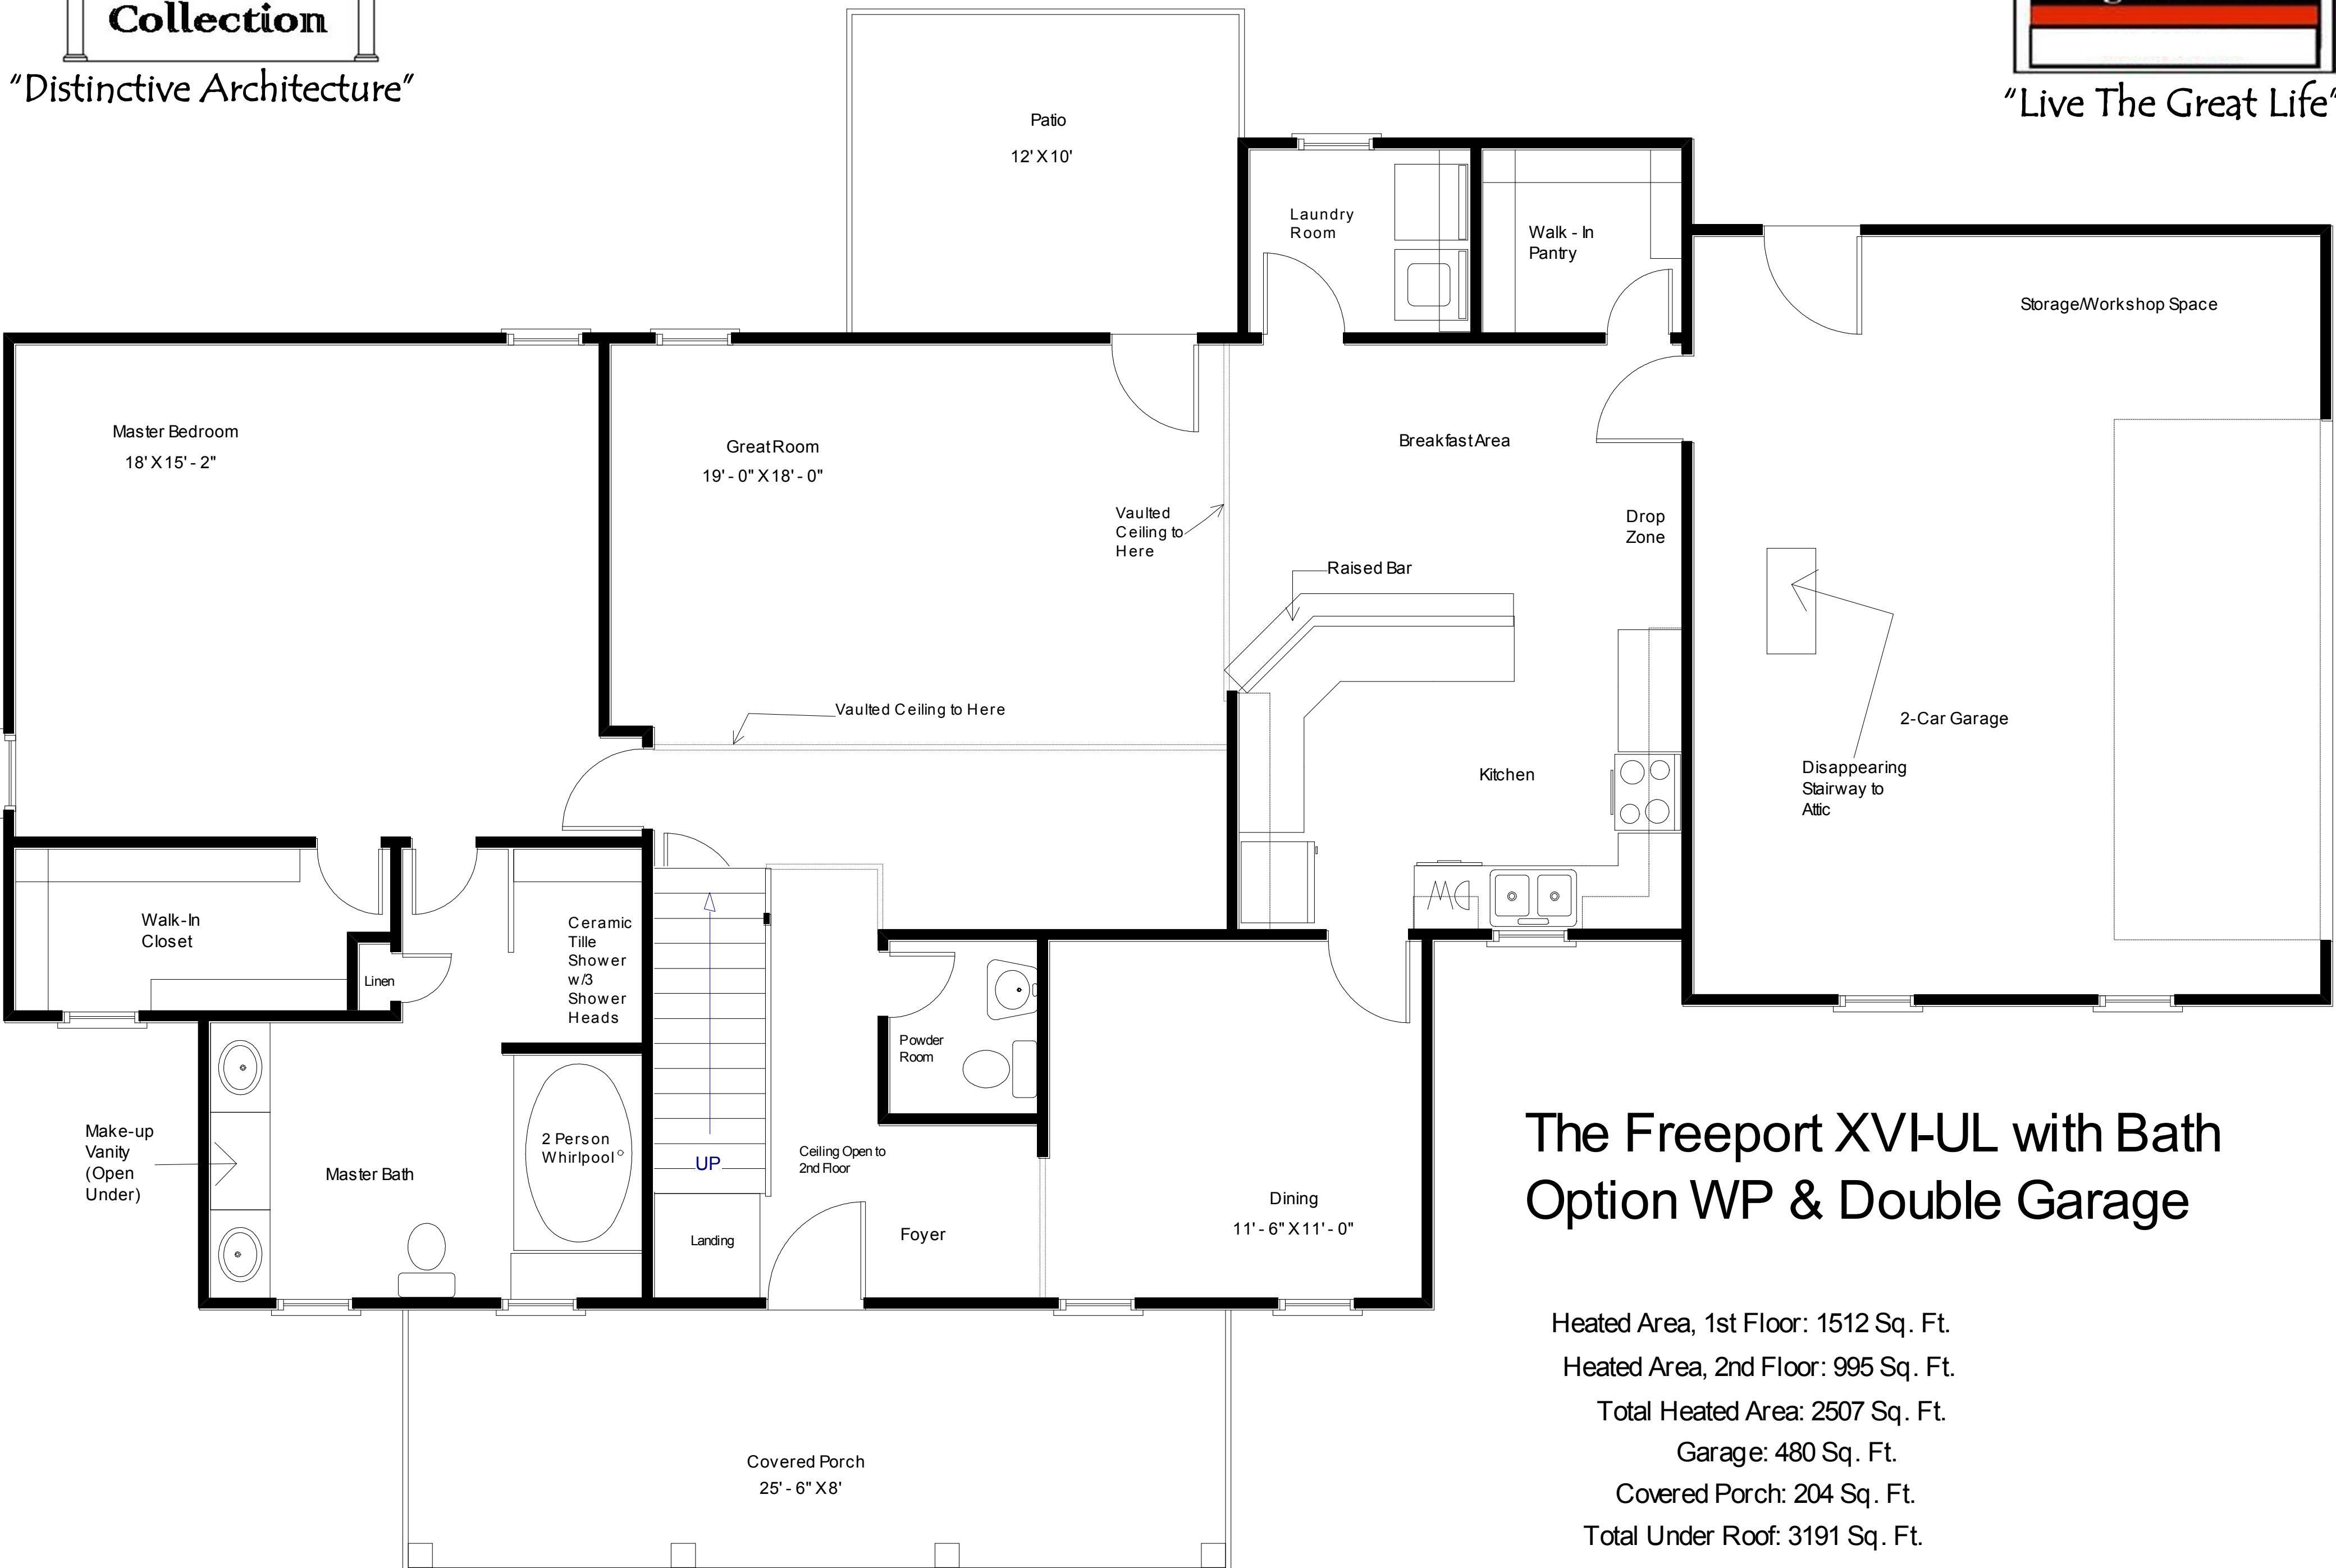 Collection
"Distinctive Architecture"
"Live The Great Life"
Patio
12' X 10'
Laundry
Room
Walk - In
Pantry
Storage/Workshop Space
Master Bedroom
18' X 15' - 2"
Great Room
19' - 0" X 18' - 0"
Breakfast Area
Vaulted
Ceiling to
Here
Drop
Zone
Raised Bar
Vaulted Ceiling to Here
2-Car Garage
Kitchen
Disappearing
Stairway to
Attic
Walk-In
Closet
Linen
Ceramic
Tille
Shower
w/3
Shower
Heads
Powder
Room
Make-up
Vanity
(Open
Under)
Master Bath
2 Person
Whirlpool
UP
Ceiling Open to
2nd Floor
Landing
Foyer
Dining
11' - 6" X 11' - 0"
The Freeport XVI-UL with Bath
Option WP & Double Garage
Heated Area, 1st Floor: 1512 Sq. Ft.
Heated Area, 2nd Floor: 995 Sq. Ft.
Total Heated Area: 2507 Sq. Ft.
Garage: 480 Sq. Ft.
Covered Porch: 204 Sq. Ft.
Total Under Roof: 3191 Sq. Ft.
Covered Porch
25' - 6" X 8'